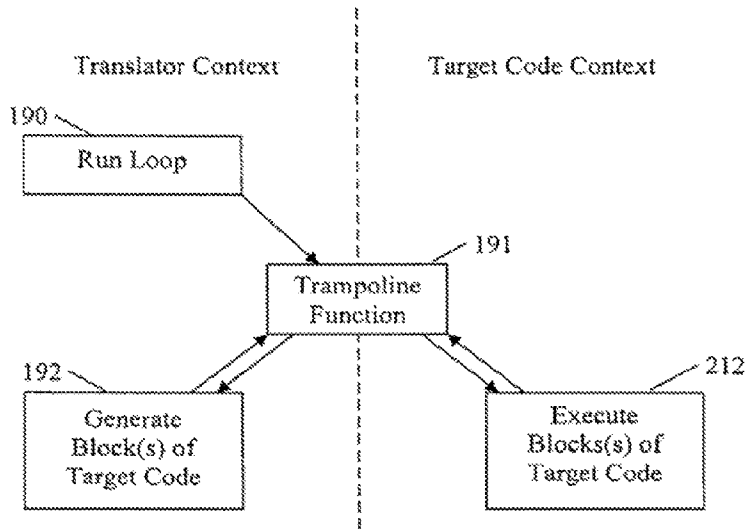 Translator Context
Target Code Context
190
Run Loop
191
Trampoline
Function
192
Generate
Block(s) of
Target Code
212
Execute
Blocks(s) of
Target Code